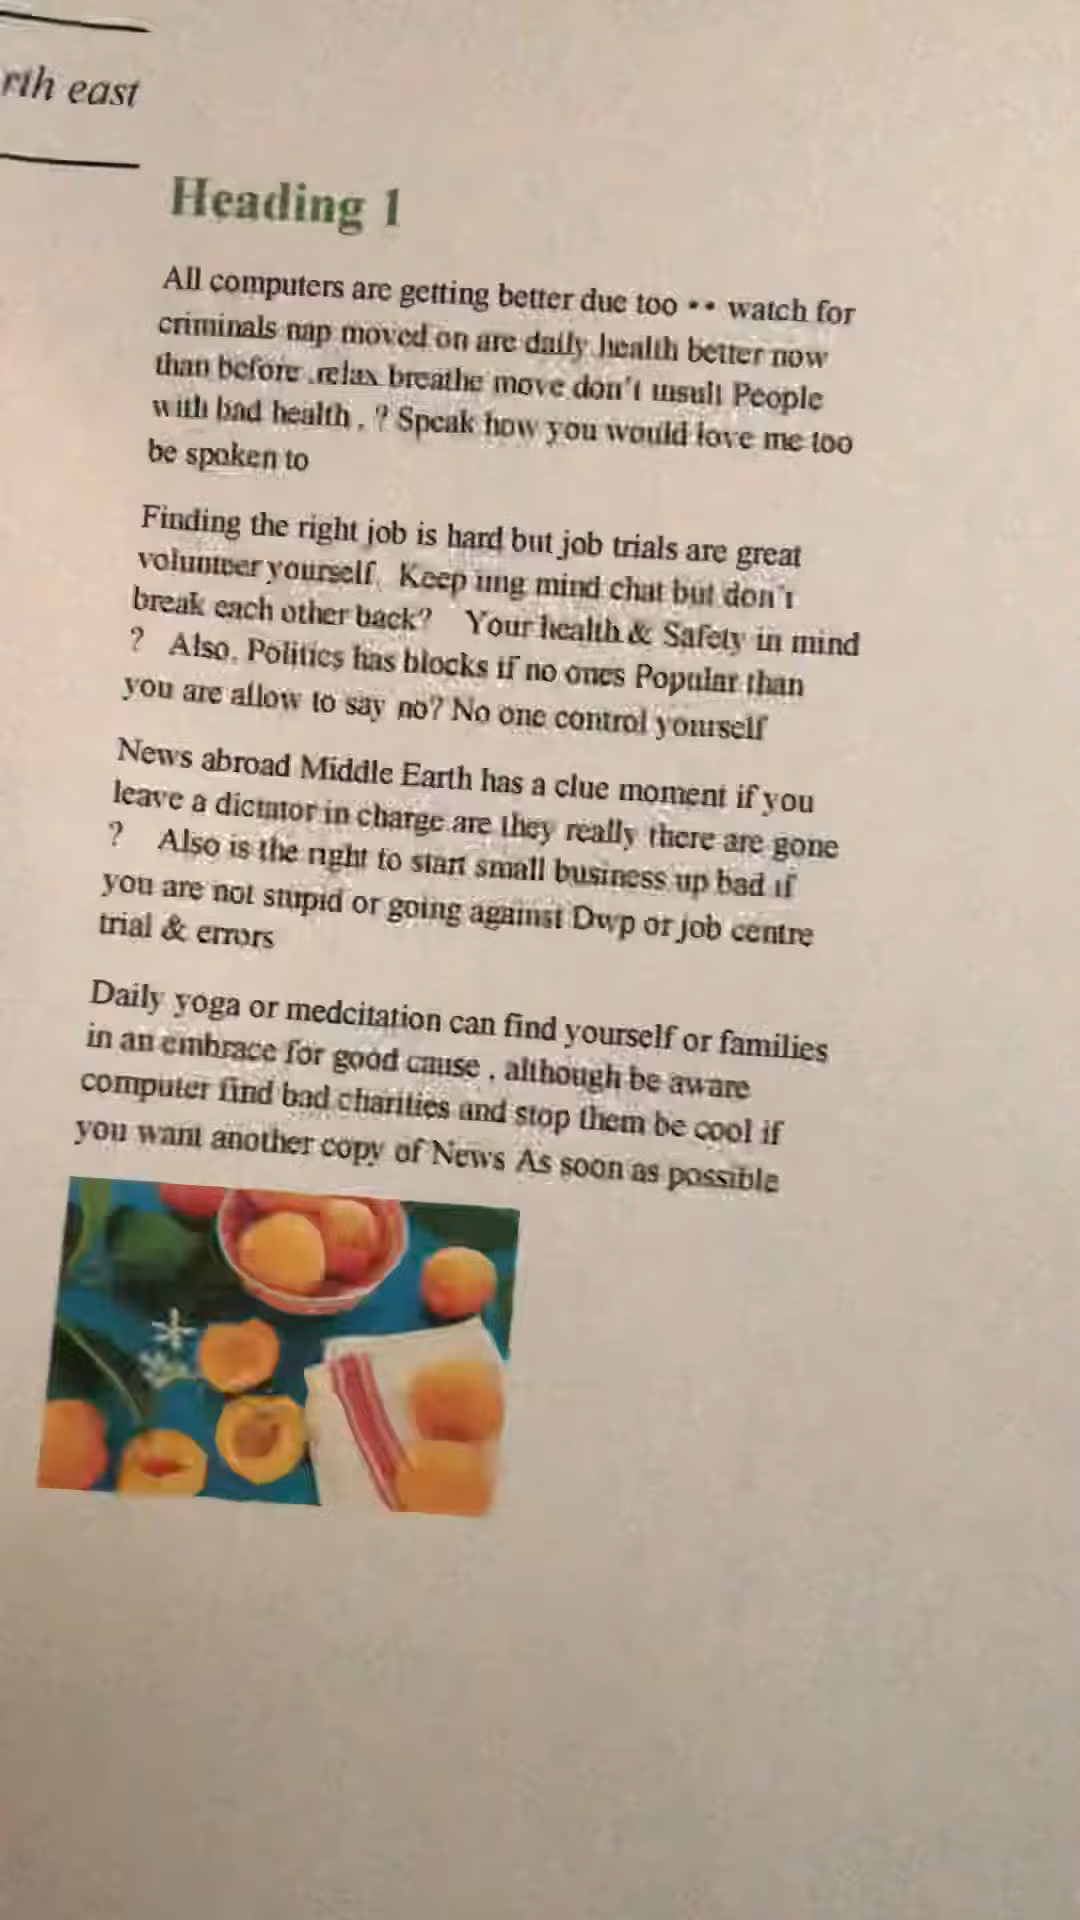 rth east
Heading 1
All computers are getting better due too •• watch for
criminals nap moved on are daily health better now
than before .relax breathe move don't insult People
with bad health . ? Speak how you would love me too
be spoken to
Finding the right job is hard but job trials are great
volunteer yourself. Keep mind chat but don't
break each other back? Your health & Safety in mind
? Also. Politics has blocks if no ones Popular than
you are allow to say no? No one control yourself
News abroad Middle Earth has a clue moment if you
leave a dictator in charge are they really there are gone
? Also is the right to start small business up bad if
you are not stupid or going against Dwp or job centre
trial & errors
Daily yoga or medcitation can find yourself or families
in an embrace for good cause , although be aware
computer find bad charities and stop them be cool if
you want another copy of News As soon as possible